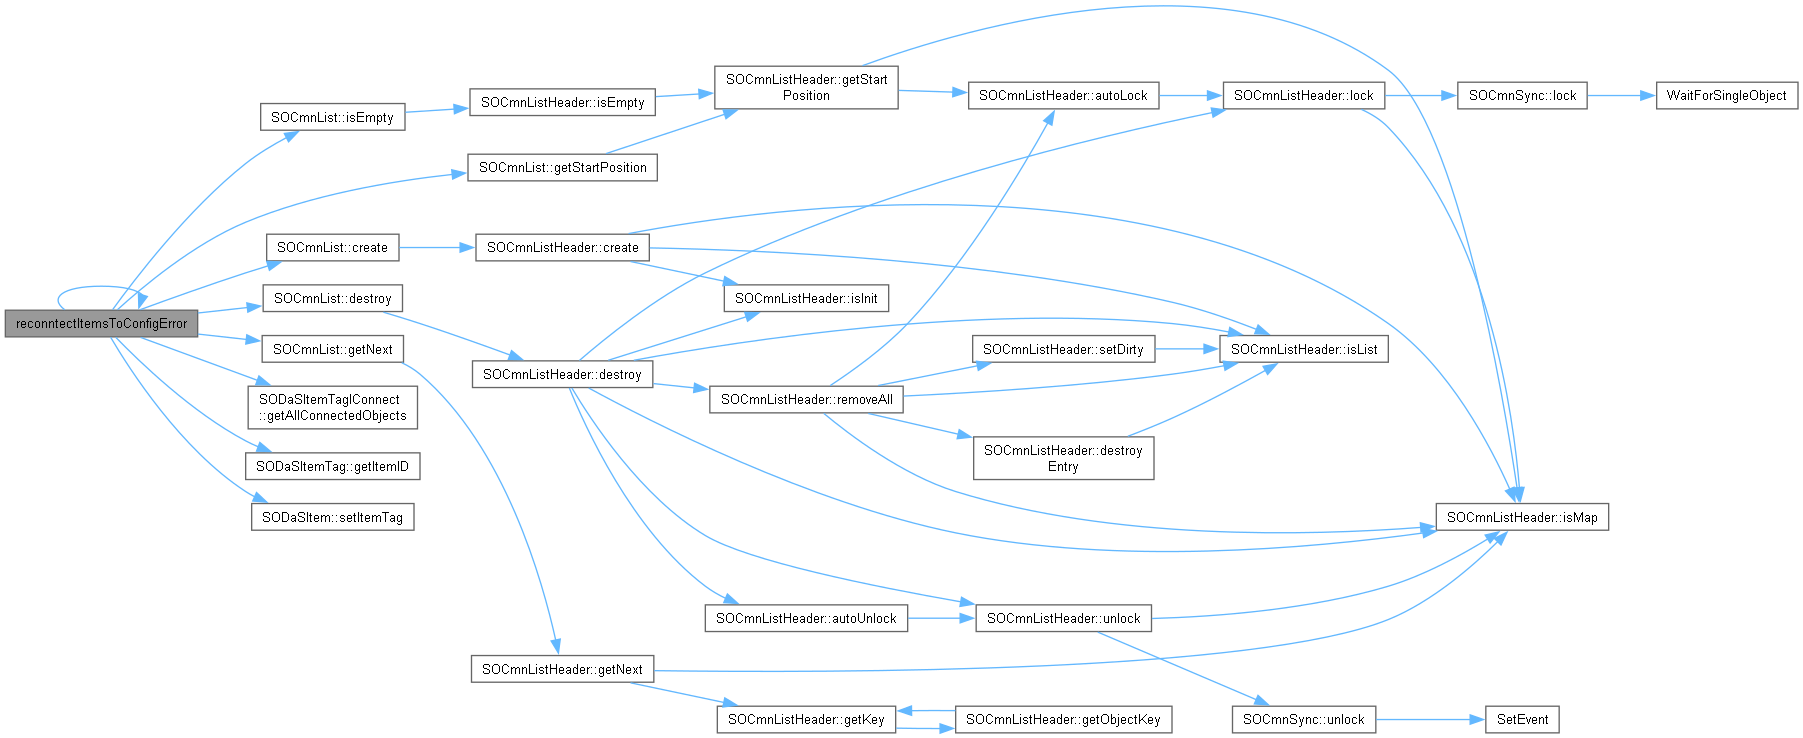 reconntectItemsToConfigError
SOCmnList::isEmpty
SOCmnListHeader::isEmpty
SOCmnListHeader::getStart
Position
SOCmnListHeader::autoLock
SOCmnListHeader::lock
SOCmnSync::lock
WaitForSingleObject
SOCmnList::getStartPosition
SOCmnList::create
SOCmnListHeader::create
SOCmnListHeader::isInit
SOCmnList::destroy
SOCmnListHeader::destroy
SOCmnListHeader::removeAll
SOCmnListHeader::setDirty
SOCmnListHeader::isList
SOCmnListHeader::destroy
Entry
SOCmnList::getNext
SODaSItemTagIConnect
::getAllConnectedObjects
SODaSItemTag::getItemID
SODaSItem::setItemTag
SOCmnListHeader::isMap
SOCmnListHeader::autoUnlock
SOCmnListHeader::unlock
SOCmnListHeader::getNext
SOCmnListHeader::getKey
SOCmnListHeader::getObjectKey
SOCmnSync::unlock
SetEvent